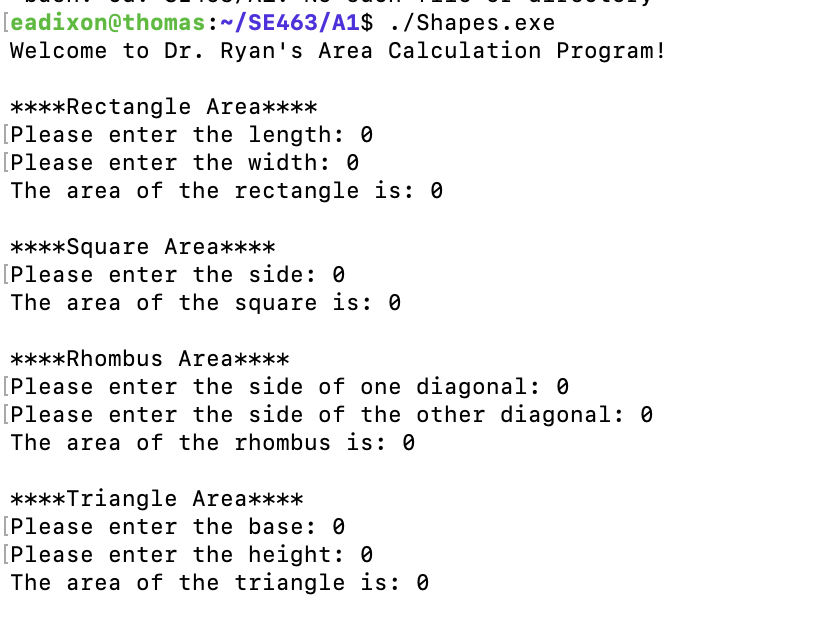 [eadixon@thomas:~/SE463/A1$ ./Shapes.exe
Welcome to Dr. Ryan's Area Calculation Program!
****Rectangle Area****
[Please enter the length: 0
[Please enter the width: 0
The area of the rectangle is: 0
****Square Area****
[Please enter the side: 0
The area of the square is: 0
****Rhombus Area****
[Please enter the side of one diagonal: 0
[Please enter the side of the other diagonal: 0
The area of the rhombus is: 0
****Triangle Area****
[Please enter the base: 0
[Please enter the height: 0
The area of the triangle is: 0